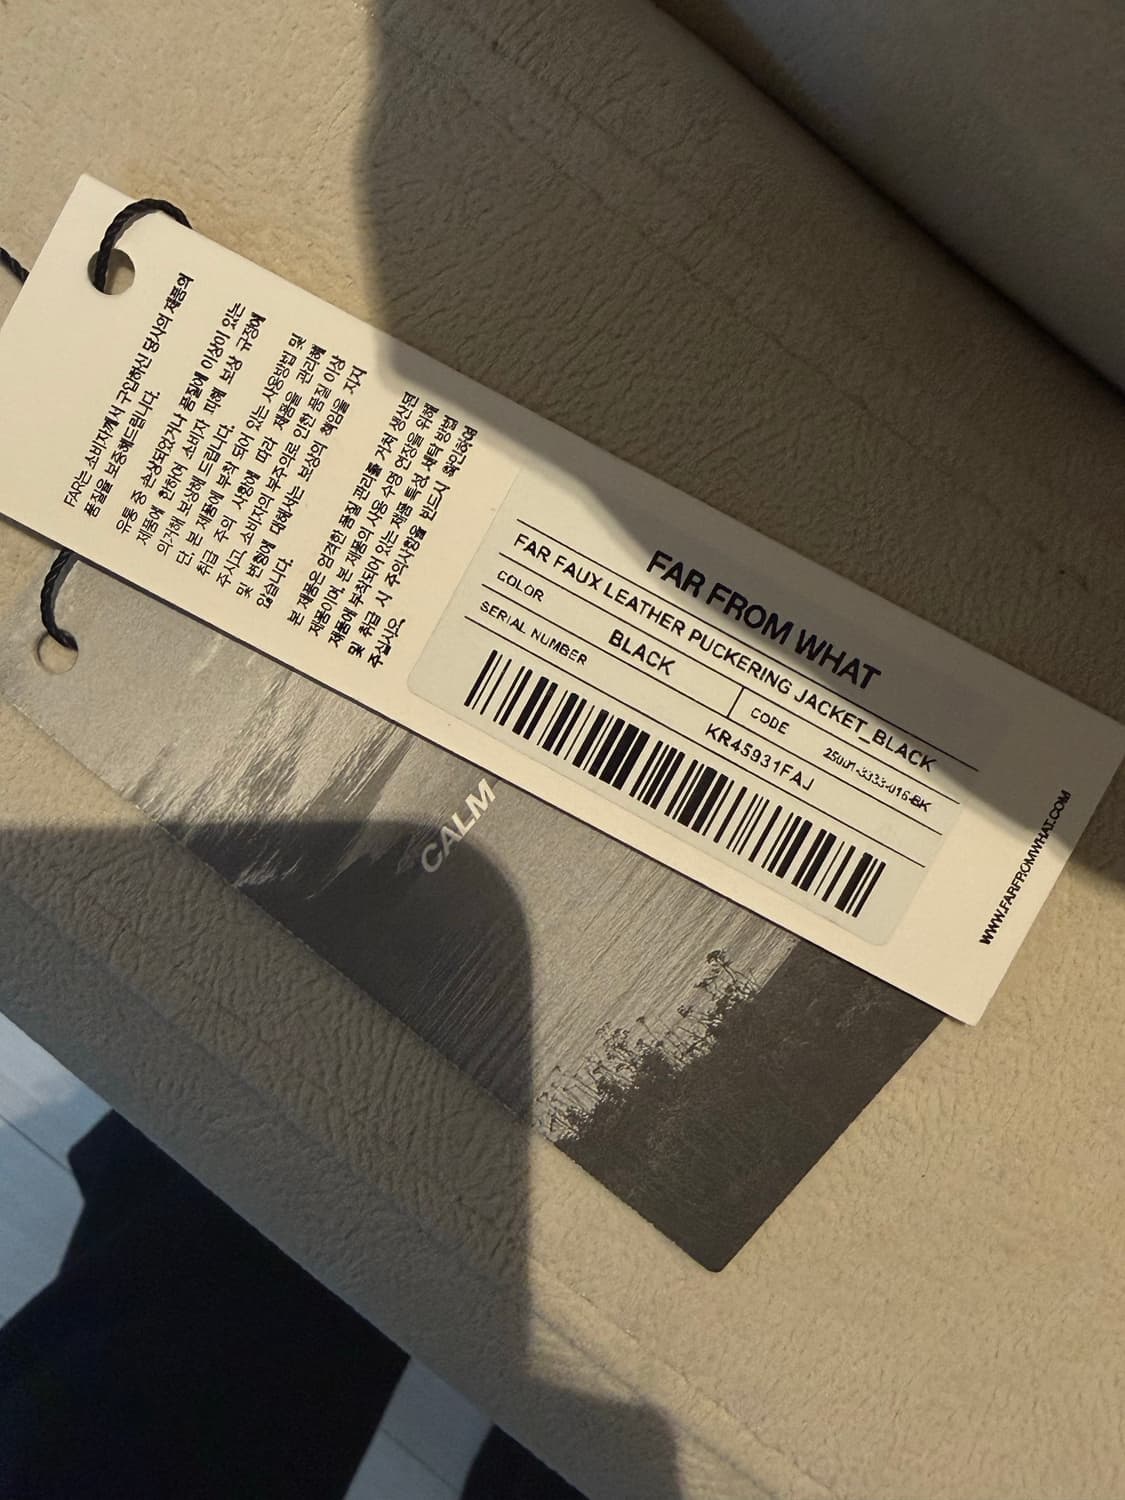 FAR는 소비자께서 구입하신 당사의 제품의
품질을 보증해드립니다.
유통 중 손상되었거나 품질에 이상이 있는
제품에 한하여 소비자 피해 보상 규정에
의거해 보상해 드립니다.
단, 본 제품에 부착 되어 있는 사용방법 및
취급 주의 사항에 따라 제품을 관리해
주시고, 소비자의 부주의로 인한 품질 이상
및 변형에 대해서는 보상의 책임을 지지
않습니다.
본 제품은 엄격한 품질 관리를 거쳐 생산된
제품이며, 본 제품의 사용 수명 연장을 위해
제품에 부착되어 있는 제품 특성, 세탁 방법
및 취급 시 주의사항을 반드시 확인하여
주십시오.
FAR FROM WHAT
FAR FAUX LEATHER PUCKERING JACKET_BLACK
COLOR BLACK CODE
SERIAL NUMBER KR45931FAJ
WWW.FARFROMWHAT.COM
CALM